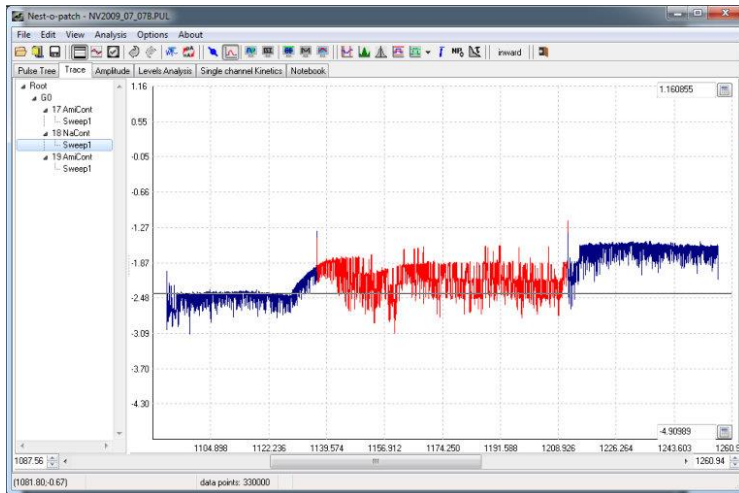 Nest-o-patch - NV2009_07_07B.PUL
File Edit View Analysis Options About
inward
Pulse Tree Trace Amplitude Levels Analysis Single channel Kinetics Notebook
Root
G0
17 AmiCont
Sweep1
18 NaCont
Sweep1
19 AmiCont
Sweep1
1.16
1.160855
0.55
-0.05
-0.66
-1.27
-1.87
-2.48
-3.09
-3.70
-4.30
-4.90989
1104.898 1122.236 1139.574 1156.912 1174.250 1191.588 1208.926 1226.264 1243.603 1260.9
1087.56 1260.94
(1081.80;-0.67) data points: 330000